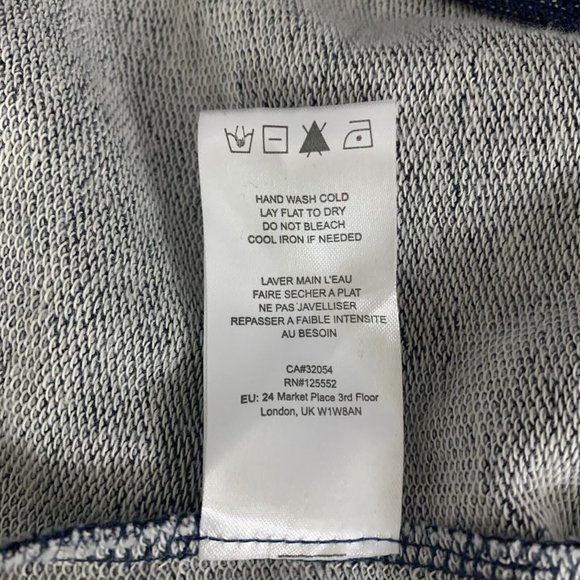 HAND WASH COLD
LAY FLAT TO DRY
DO NOT BLEACH
COOL IRON IF NEEDED
LAVER MAIN L'EAU
FAIRE SECHER A PLAT
NE PAS JAVELLISER
REPASSER A FAIBLE INTENSITE
AU BESOIN
CA#32054
RN#125552
EU: 24 Market Place 3rd Floor
London, UK W1W8AN